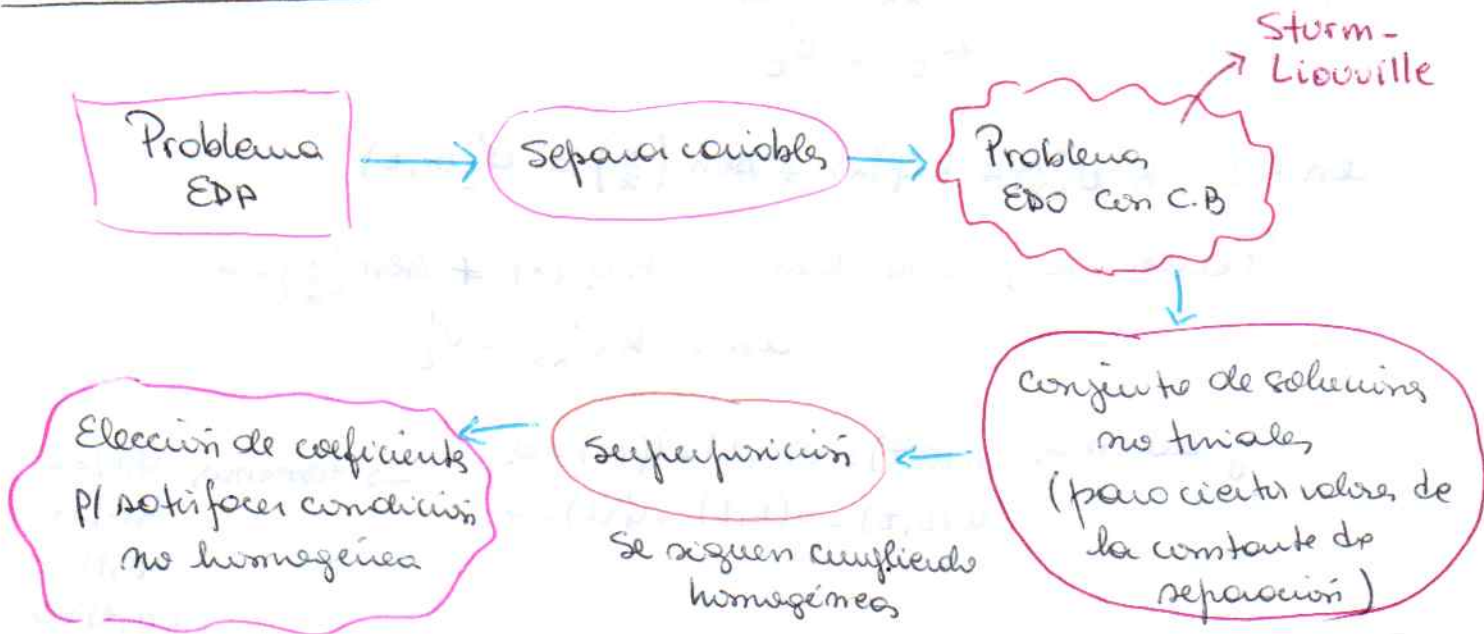 Sturm-
Liouville
Problema
EDP
Separar variables
Problema
EDO con C.B
conjunto de soluciones
no triviales
(para ciertos valores de
la constante de
separación)
superposición
Se siguen cumpliendo
homogéneas
Elección de coeficientes
p/ satisfacer condición
no homogénea